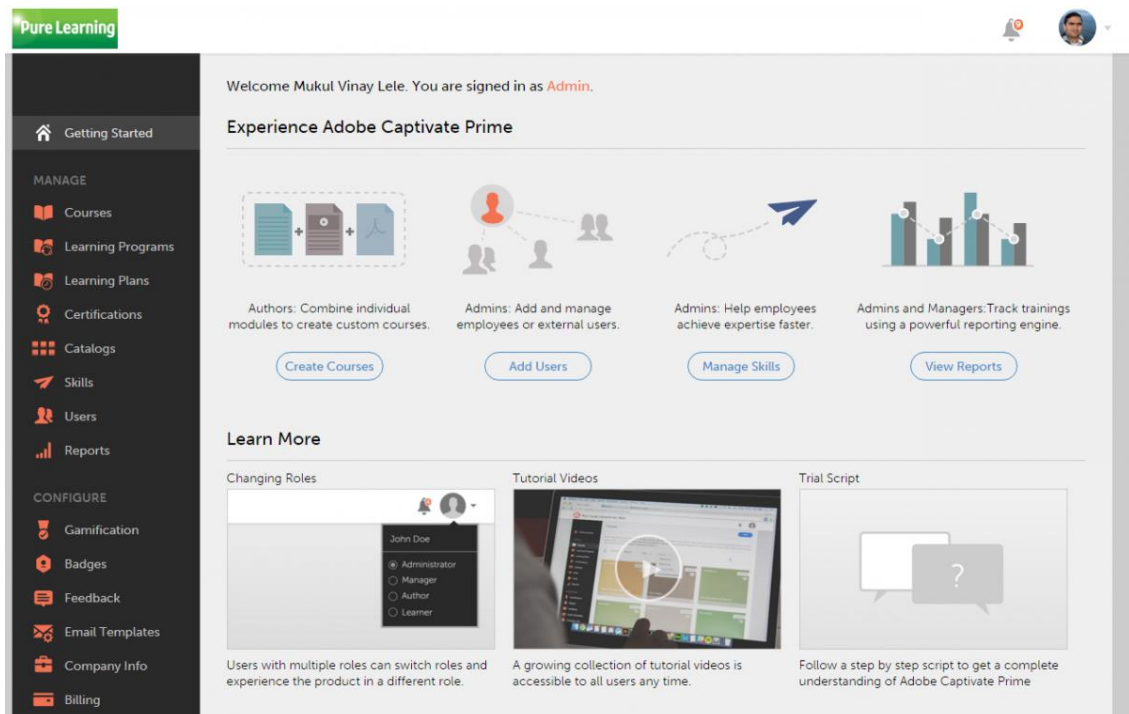 Pure Learning
Welcome Mukul Vinay Lele. You are signed in as Admin.
Getting Started
MANAGE
Courses
Learning Programs
Learning Plans
Certifications
Catalogs
Skills
Users
Reports
CONFIGURE
Gamification
Badges
Feedback
Email Templates
Company Info
Billing
Experience Adobe Captivate Prime
Authors: Combine individual
modules to create custom courses.
Create Courses
Admins: Add and manage
employees or external users.
Add Users
Admins: Help employees
achieve expertise faster.
Manage Skills
Admins and Managers:Track trainings
using a powerful reporting engine.
View Reports
Learn More
Changing Roles
John Doe
Administrator
Manager
Author
Learner
Users with multiple roles can switch roles and
experience the product in a different role.
Tutorial Videos
A growing collection of tutorial videos is
accessible to all users any time.
Trial Script
?
Follow a step by step script to get a complete
understanding of Adobe Captivate Prime